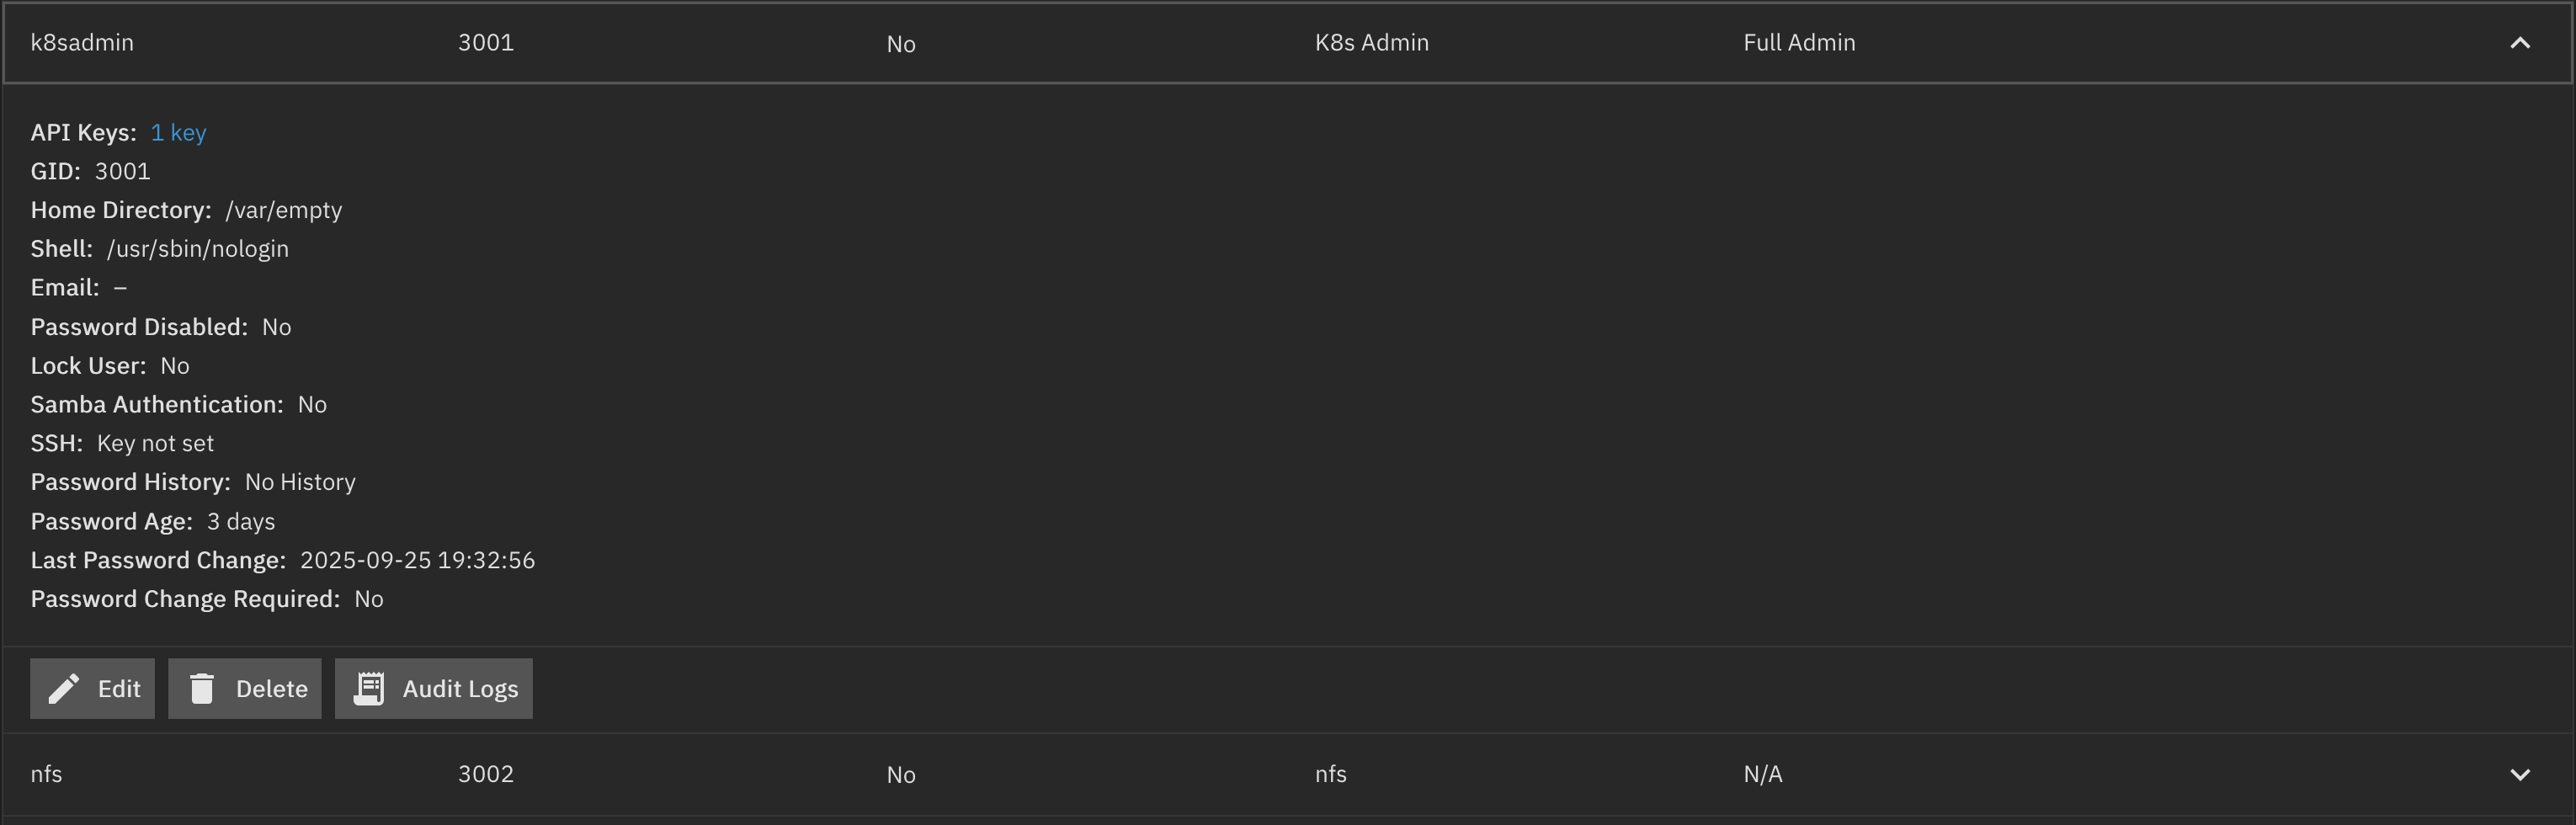 k8sadmin 3001 No K8s Admin Full Admin
API Keys: 1 key
GID: 3001
Home Directory: /var/empty
Shell: /usr/sbin/nologin
Email: –
Password Disabled: No
Lock User: No
Samba Authentication: No
SSH: Key not set
Password History: No History
Password Age: 3 days
Last Password Change: 2025-09-25 19:32:56
Password Change Required: No
Edit Delete Audit Logs
nfs 3002 No nfs N/A